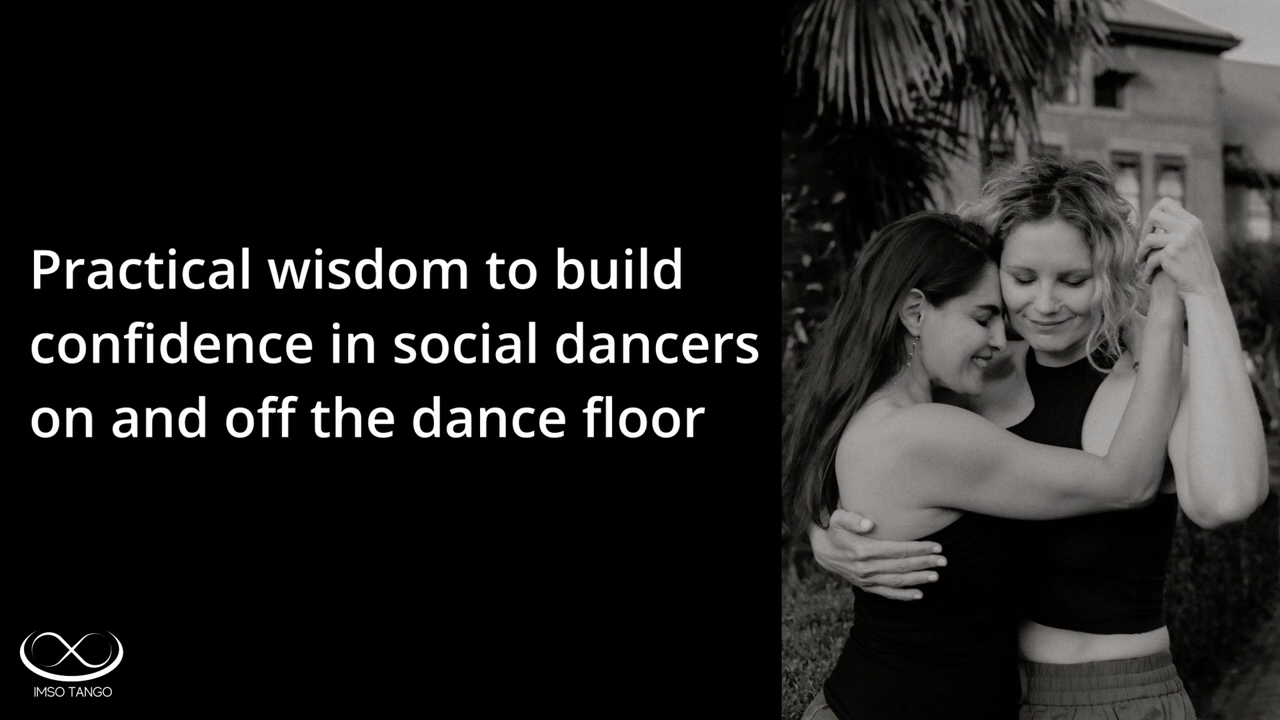 Practical wisdom to build
confidence in social dancers
on and off the dance floor
IMSO TANGO